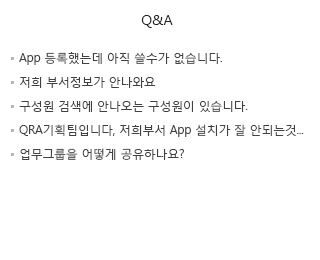 Q&A
App 등록했는데 아직 쓸수가 없습니다.
저희 부서정보가 안나와요
구성원 검색에 안나오는 구성원이 있습니다.
QRA기획팀입니다, 저희부서 App 설치가 잘 안되는것...
업무그룹을 어떻게 공유하나요?